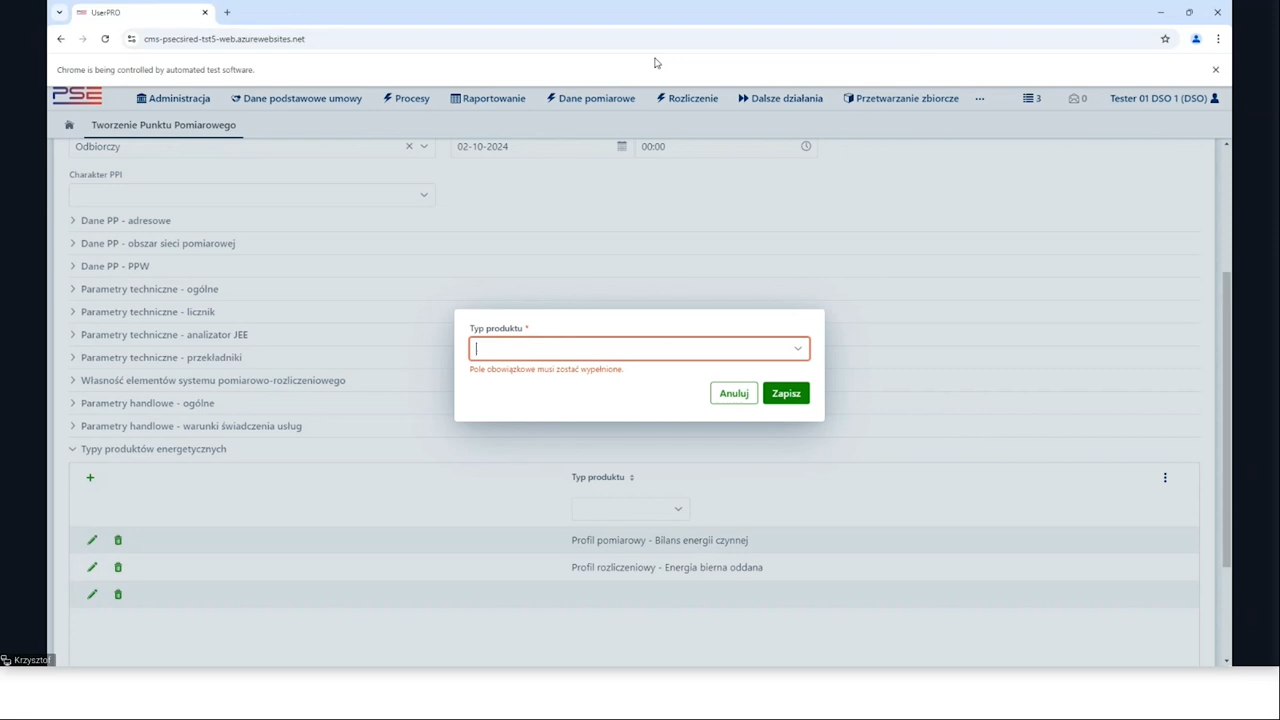 UserPRO
cms-psecsired-tst5-web.azurewebsites.net
Chrome is being controlled by automated test software.
PSE
Administracja
Dane podstawowe umowy
Procesy
Raportowanie
Dane pomiarowe
Rozliczenie
Dalsze działania
Przetwarzanie zbiorcze
3
0
Tester 01 DSO 1 (DSO)
Tworzenie Punktu Pomiarowego
Odbiorczy
02-10-2024
00:00
Charakter PPI
Dane PP - adresowe
Dane PP - obszar sieci pomiarowej
Dane PP - PPW
Parametry techniczne - ogólne
Parametry techniczne - licznik
Parametry techniczne - analizator JEE
Parametry techniczne - przekładniki
Własność elementów systemu pomiarowo-rozliczeniowego
Parametry handlowe - ogólne
Parametry handlowe - warunki świadczenia usług
Typ produktu *
Pole obowiązkowe musi zostać wypełnione.
Anuluj
Zapisz
Typy produktów energetycznych
Typ produktu
Profil pomiarowy - Bilans energii czynnej
Profil rozliczeniowy - Energia bierna oddana
Krzysztof